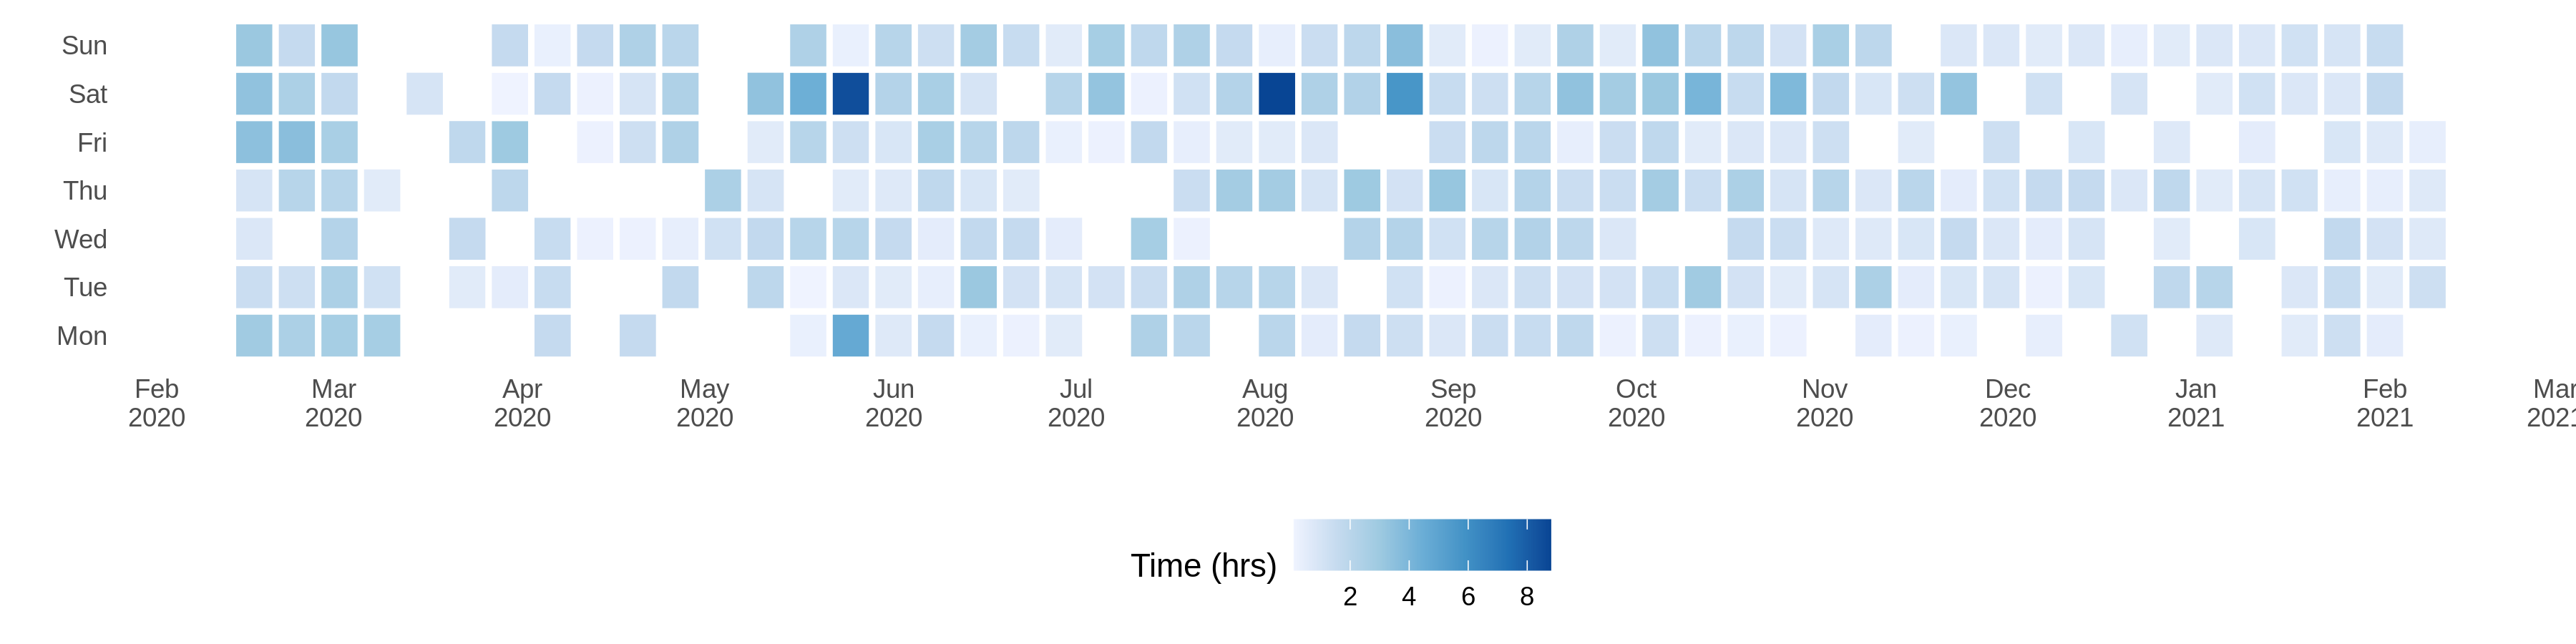 Sun
Sat
Fri
Thu
Wed
Tue
Mon
Feb Mar Apr May Jun Jul Aug Sep Oct Nov Dec Jan Feb Mar
2020 2020 2020 2020 2020 2020 2020 2020 2020 2020 2020 2021 2021 2021
Time (hrs)
2 4 6 8